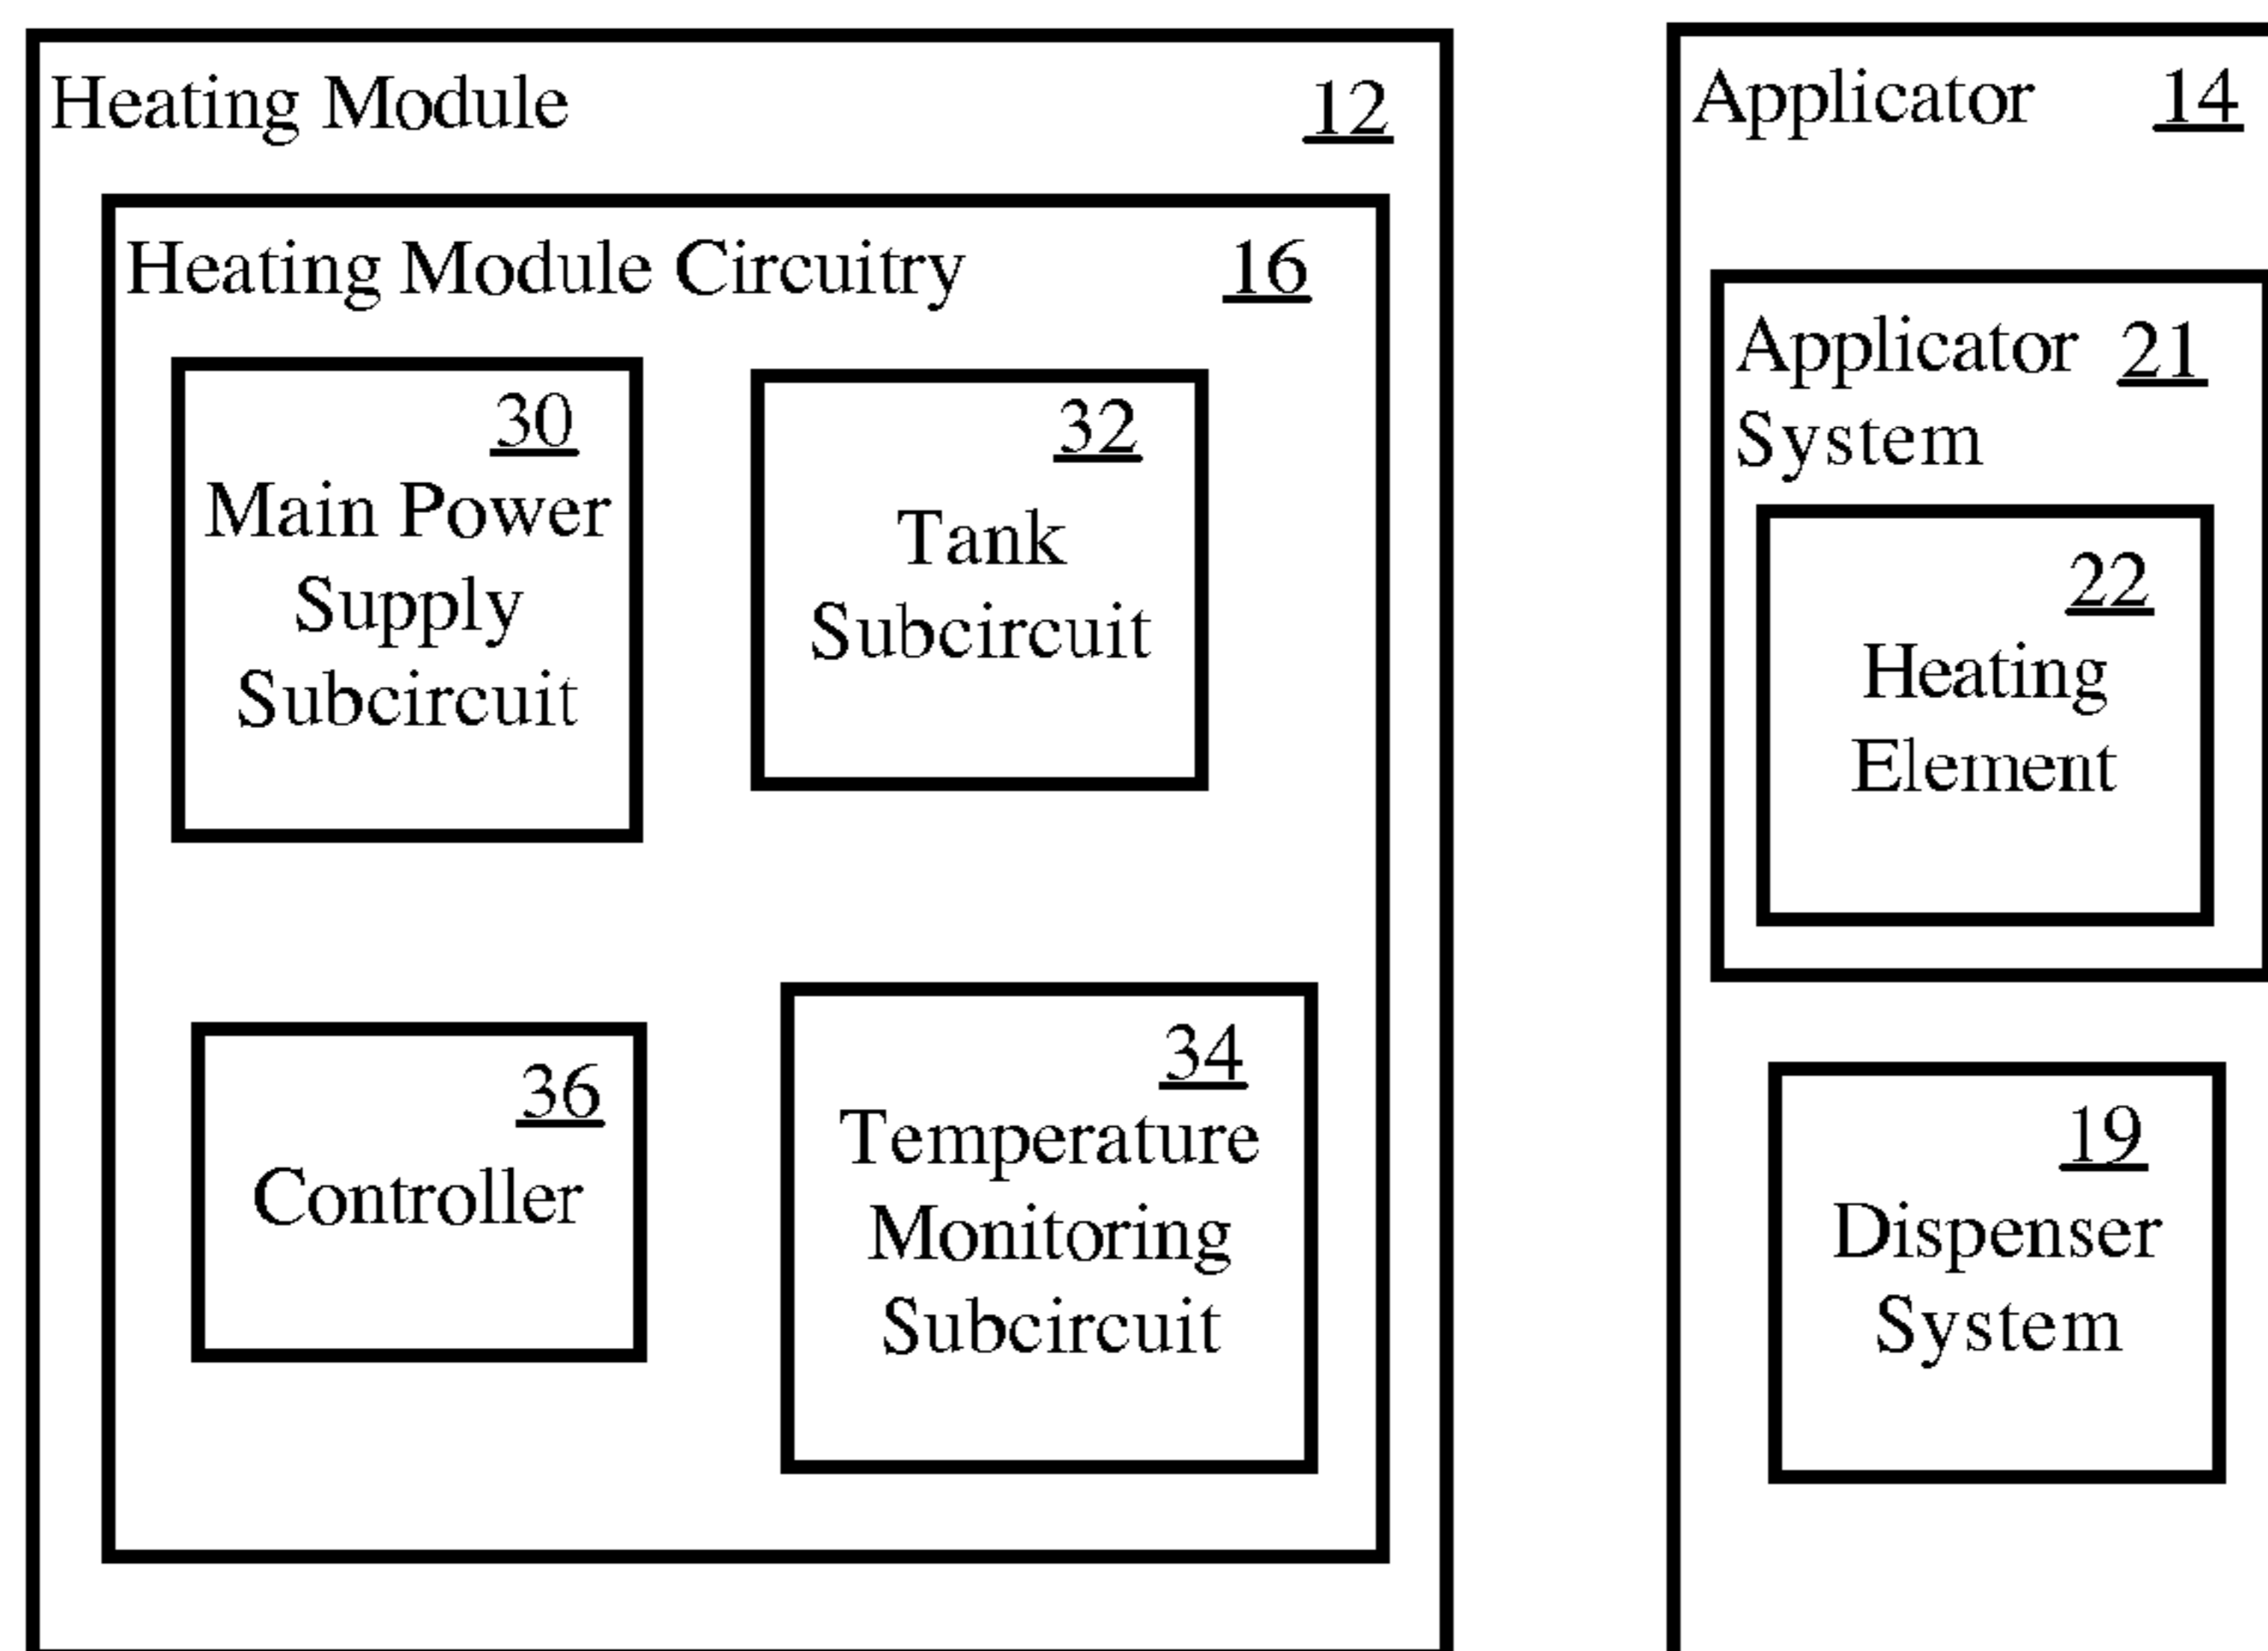 Heating Module 12
Heating Module Circuitry 16
30
Main Power
Supply
Subcircuit
32
Tank
Subcircuit
36
Controller
34
Temperature
Monitoring
Subcircuit
Applicator 14
Applicator 21
System
22
Heating
Element
19
Dispenser
System